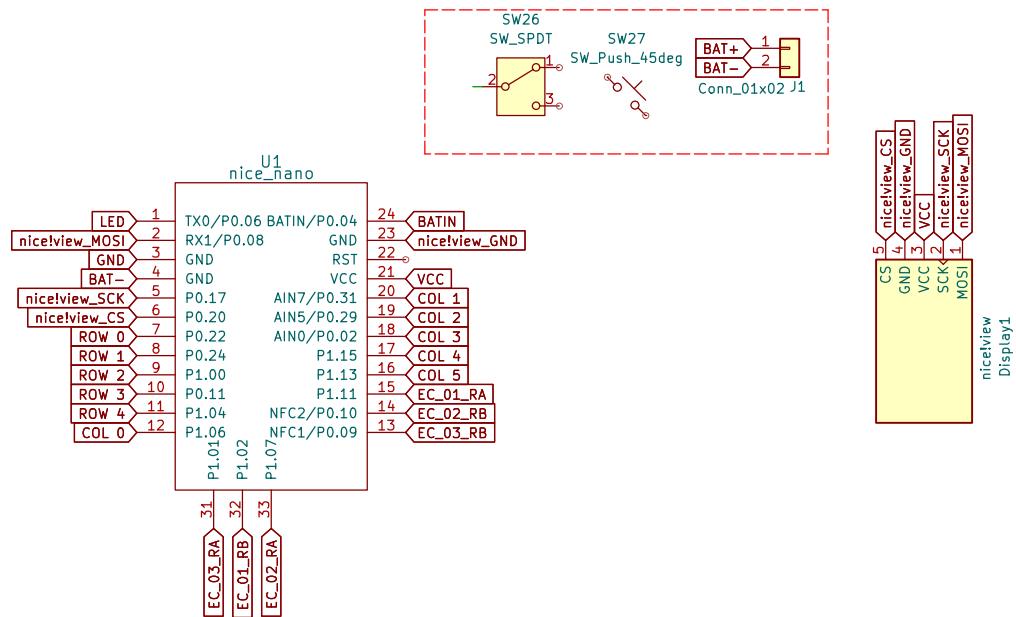 SW26
SW_SPDT
1
2
3
SW27
SW_Push_45deg
BAT+ 1
BAT- 2
Conn_01x02 J1
U1
nice_nano
LED 1 TX0/P0.06 BATIN/P0.04 24 BATIN
nice!view_MOSI 2 RX1/P0.08 GND 23 nice!view_GND
GND 3 GND RST 22
BAT- 4 GND VCC 21 VCC
nice!view_SCK 5 P0.17 AIN7/P0.31 20 COL 1
nice!view_CS 6 P0.20 AIN5/P0.29 19 COL 2
ROW 0 7 P0.22 AIN0/P0.02 18 COL 3
ROW 1 8 P0.24 P1.15 17 COL 4
ROW 2 9 P1.00 P1.13 16 COL 5
ROW 3 10 P0.11 P1.11 15 EC_01_RA
ROW 4 11 P1.04 NFC2/P0.10 14 EC_02_RB
COL 0 12 P1.06 NFC1/P0.09 13 EC_03_RB
P1.01 31 EC_03_RA
P1.02 32 EC_01_RB
P1.07 33 EC_02_RA
nice!view_CS 5 CS
nice!view_GND 4 GND
VCC 3 VCC
nice!view_SCK 2 SCK
nice!view_MOSI 1 MOSI
nice!view
Display1